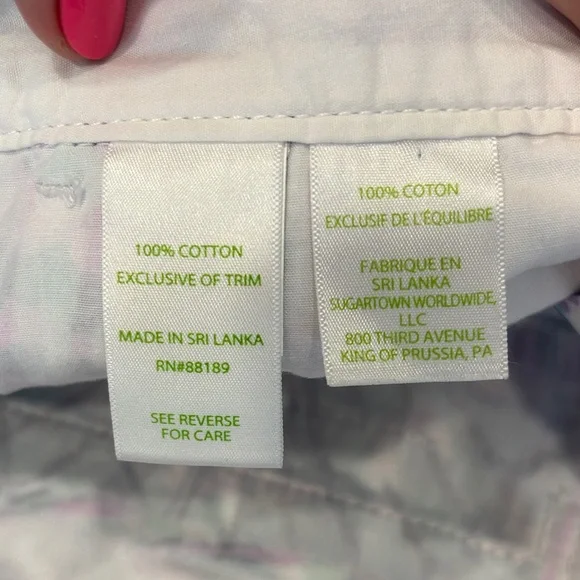 100% COTTON
EXCLUSIVE OF TRIM
MADE IN SRI LANKA
RN#88189
SEE REVERSE
FOR CARE
100% COTON
EXCLUSIF DE L'ÉQUILIBRE
FABRIQUE EN
SRI LANKA
SUGARTOWN WORLDWIDE,
LLC
800 THIRD AVENUE
KING OF PRUSSIA, PA